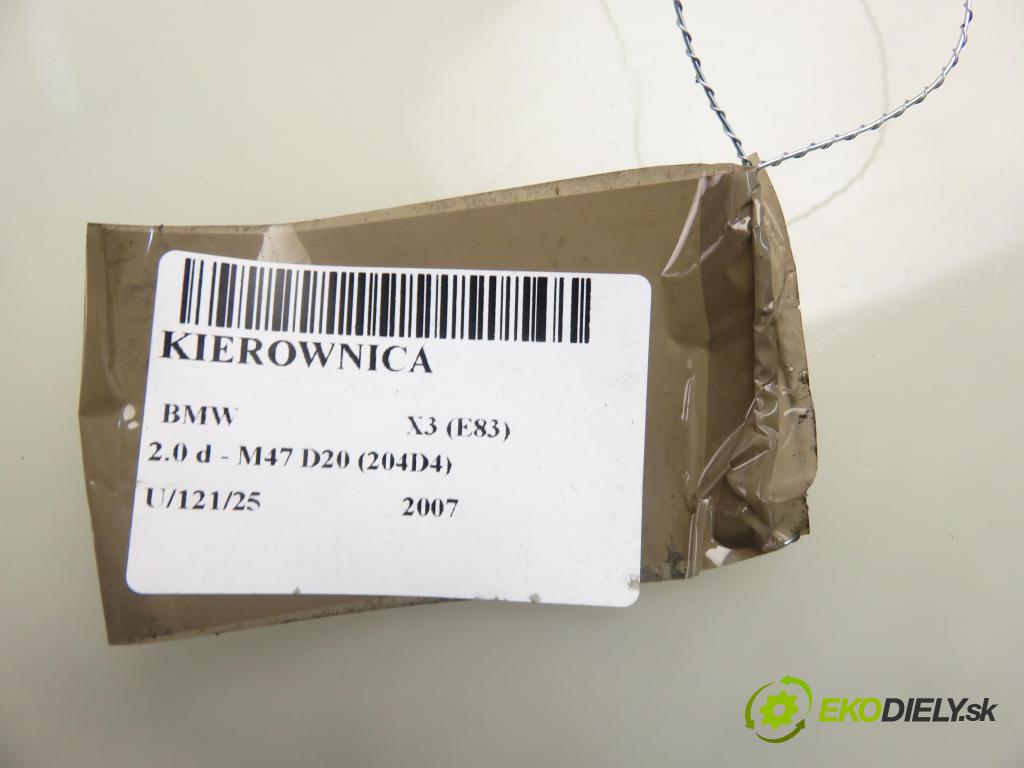 KIEROWNICA
BMW X3 (E83)
2.0 d - M47 D20 (204D4)
U/121/25 2007
EKODIELY.sk